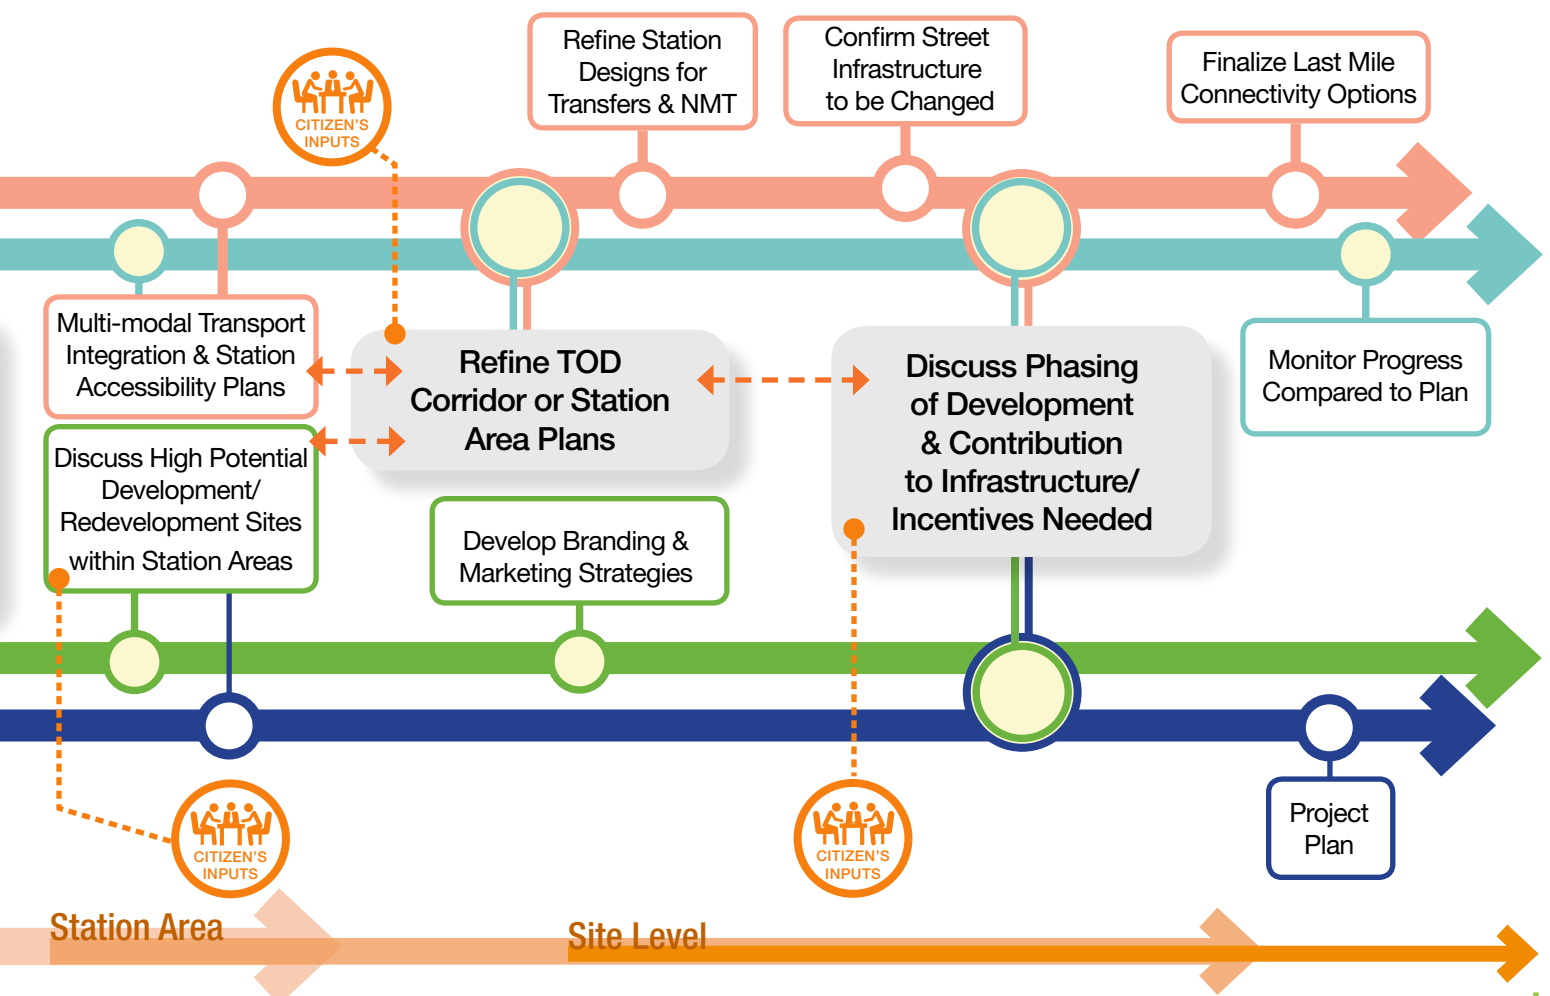 Refine Station
Designs for
Transfers & NMT
Confirm Street
Infrastructure
to be Changed
Finalize Last Mile
Connectivity Options
CITIZEN'S
INPUTS
Multi-modal Transport
Integration & Station
Accessibility Plans
Refine TOD
Corridor or Station
Area Plans
Discuss Phasing
of Development
& Contribution
to Infrastructure/
Incentives Needed
Monitor Progress
Compared to Plan
Discuss High Potential
Development/
Redevelopment Sites
within Station Areas
Develop Branding &
Marketing Strategies
CITIZEN'S
INPUTS
CITIZEN'S
INPUTS
Project
Plan
Station Area
Site Level